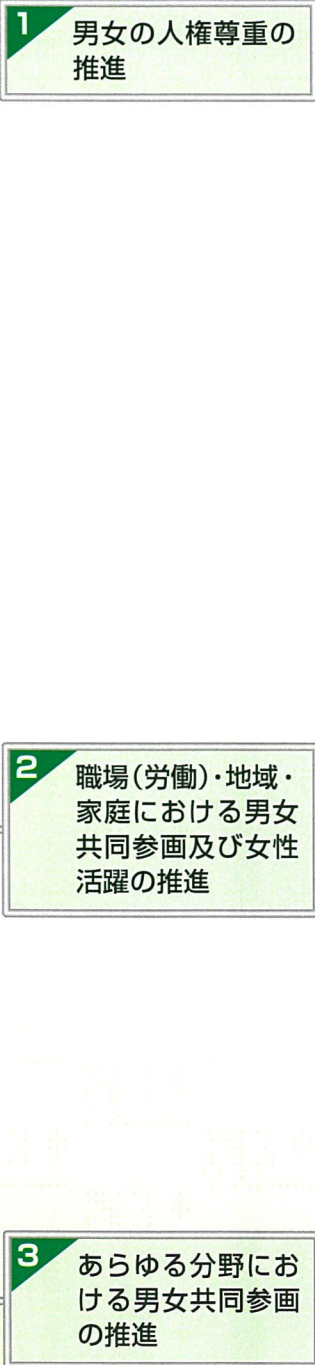 1
男女の人権尊重の
推進
2
職場(労働)・地域・
家庭における男女
共同参画及び女性
活躍の推進
3
あらゆる分野にお
ける男女共同参画
の推進